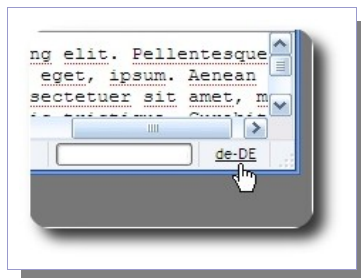 ng elit. Pellentesque
eget, ipsum. Aenean
sectetuer sit amet, m
de-DE